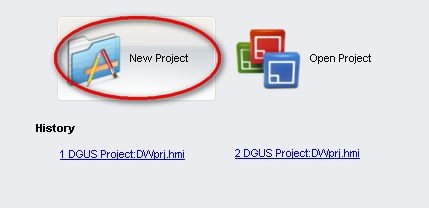 New Project
Open Project
History
1 DGUS Project:DWprj.hmi
2 DGUS Project:DWprj.hmi